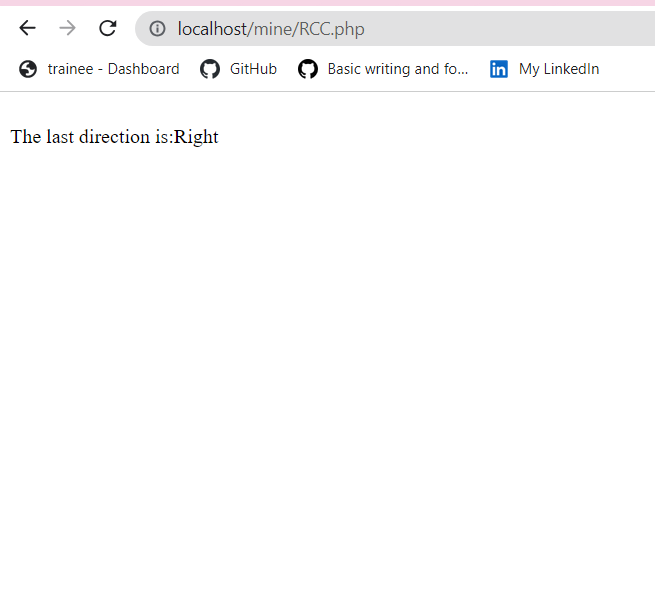 localhost/mine/RCC.php
trainee - Dashboard GitHub Basic writing and fo... My LinkedIn
The last direction is:Right